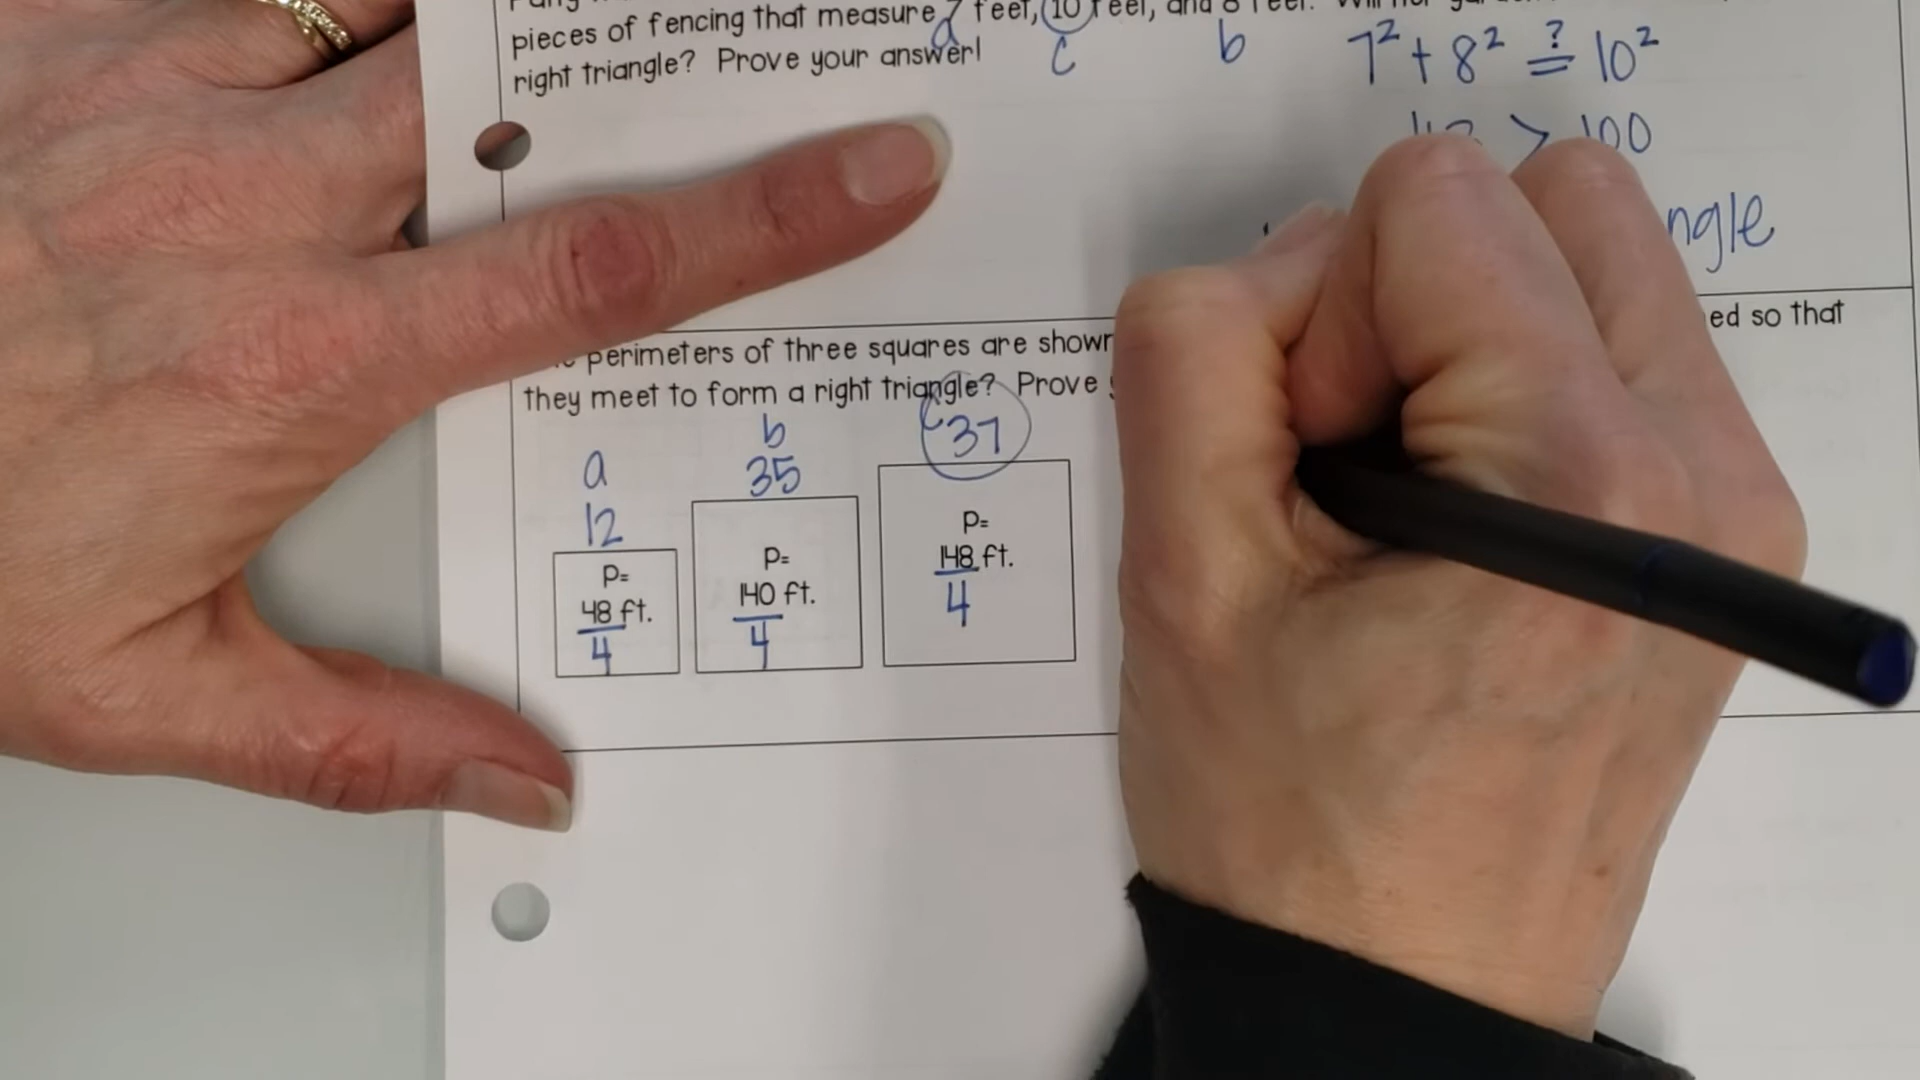 pieces of fencing that measure 7 feet, 10 feet, and 8 feet.
a c b
right triangle? Prove your answer!
7² + 8² ≟ 10²
> 100
ngle
perimeters of three squares are shown
ed so that
they meet to form a right triangle? Prove
a b c
12 35 37
P= P= P=
48 ft. 140 ft. 148 ft.
4 4 4